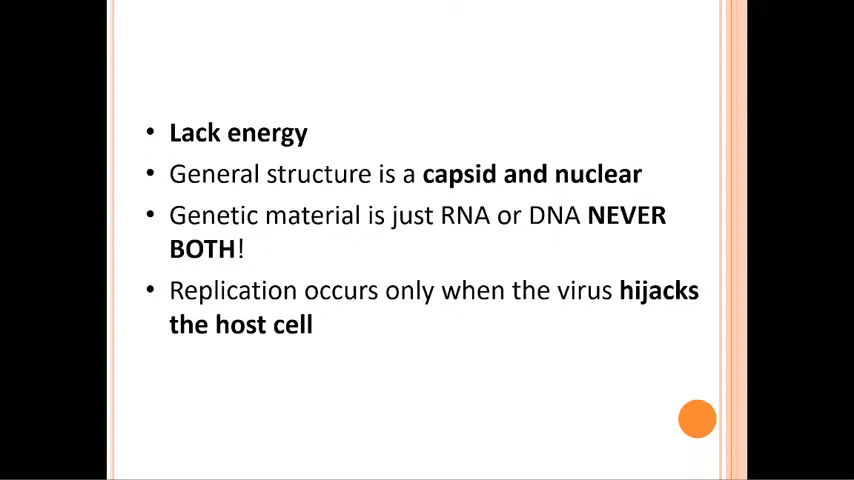 • Lack energy
• General structure is a capsid and nuclear
• Genetic material is just RNA or DNA NEVER
BOTH!
• Replication occurs only when the virus hijacks
the host cell